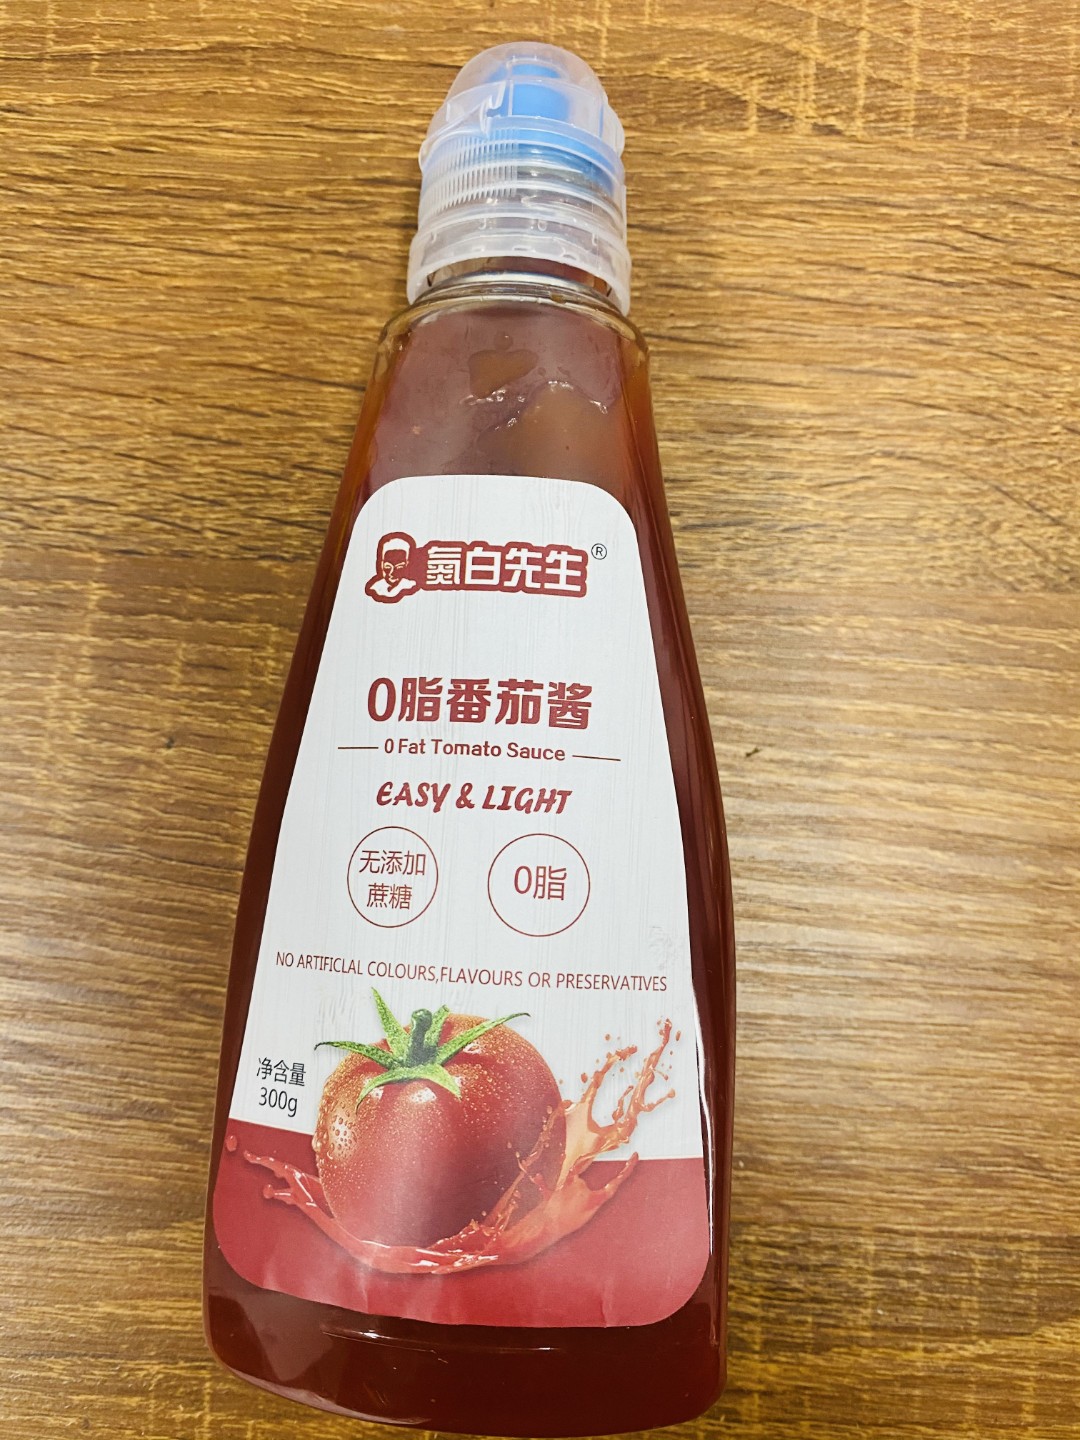 氮白先生®
0脂番茄酱
0 Fat Tomato Sauce
EASY & LIGHT
无添加
蔗糖
0脂
NO ARTIFICLAL COLOURS,FLAVOURS OR PRESERVATIVES
净含量
300g